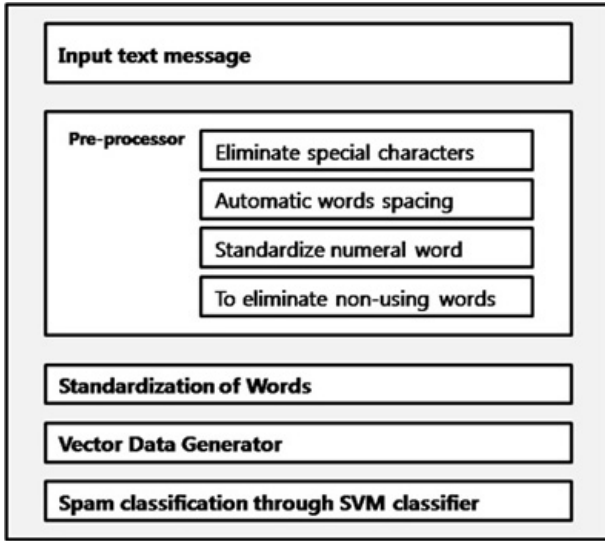 Input text message
Pre-processor
Eliminate special characters
Automatic words spacing
Standardize numeral word
To eliminate non-using words
Standardization of Words
Vector Data Generator
Spam classification through SVM classifier